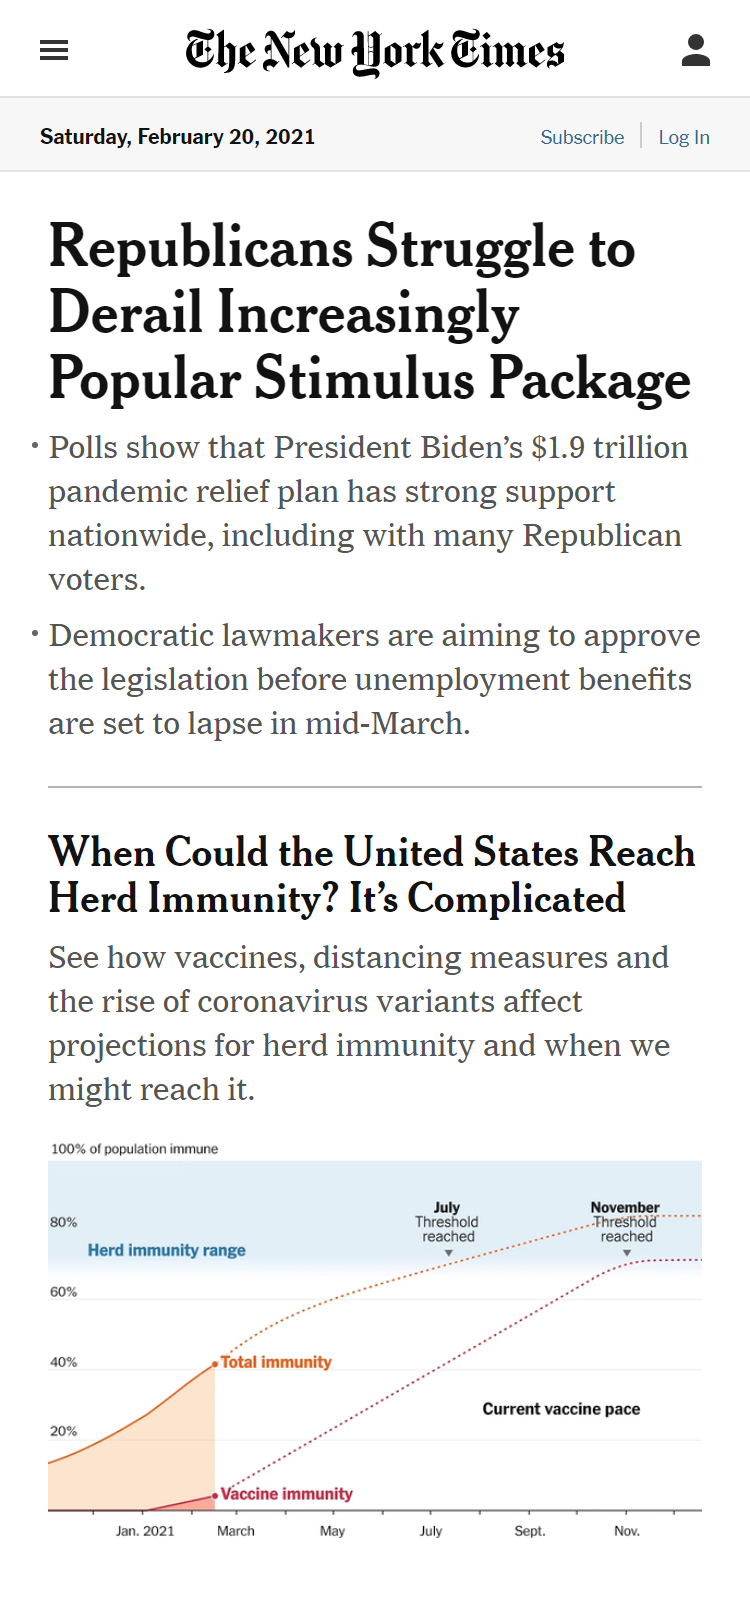 The New York Times
Saturday, February 20, 2021
Subscribe
Log In
Republicans Struggle to
Derail Increasingly
Popular Stimulus Package
• Polls show that President Biden’s $1.9 trillion
pandemic relief plan has strong support
nationwide, including with many Republican
voters.
• Democratic lawmakers are aiming to approve
the legislation before unemployment benefits
are set to lapse in mid-March.
When Could the United States Reach
Herd Immunity? It’s Complicated
See how vaccines, distancing measures and
the rise of coronavirus variants affect
projections for herd immunity and when we
might reach it.
100% of population immune
July
Threshold
reached
November
Threshold
reached
80%
Herd immunity range
60%
40%
Total immunity
Current vaccine pace
20%
Vaccine immunity
Jan. 2021
March
May
July
Sept.
Nov.